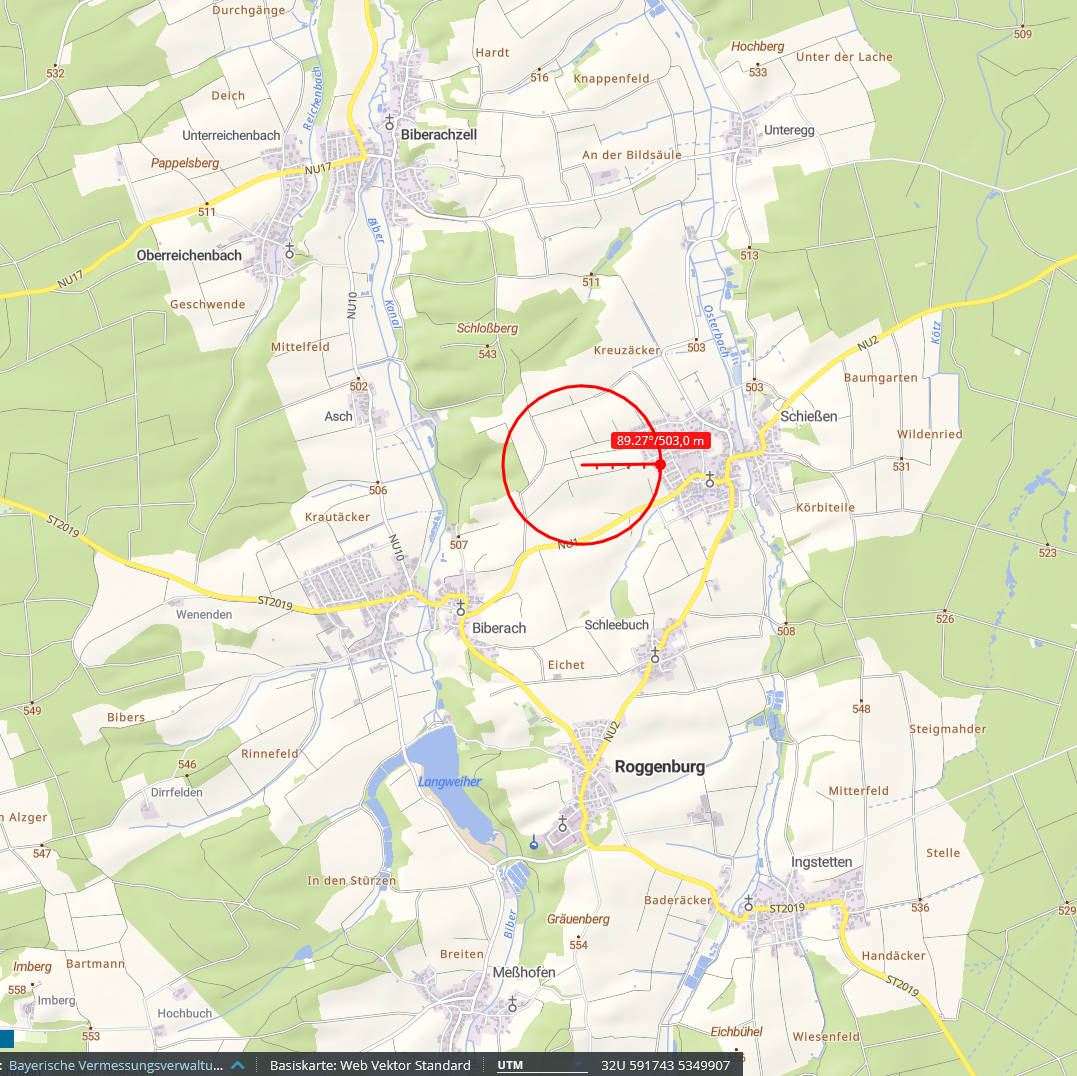 Durchgänge
Hardt
509
Hochberg
533
Unter der Lache
532
516
Knappenfeld
Deich
Reichenbach
Unterreichenbach
Biberachzell
Unteregg
Pappelsberg
NU17
An der Bildsäule
511
Biber
Oberreichenbach
513
NU17
511
Geschwende
NU10
Kanal
Osterbach
Kötz
Schloßberg
543
Mittelfeld
Kreuzäcker
503
NU2
502
503
Baumgarten
Asch
Schießen
89.27°/503,0 m
Wildenried
531
506
Krautäcker
Körbiteile
ST2019
NU10
507
NU1
523
ST2019
Wenenden
Biberach
Schleebuch
508
526
Eichet
549
Bibers
548
Steigmahder
Rinnefeld
NU2
546
Roggenburg
Dirrfelden
Langweiher
Mitterfeld
n Alzger
547
Stelle
Ingstetten
In den Stürzen
Baderäcker
ST2019
536
529
Gräuenberg
554
Biber
Breiten
Handäcker
Imberg
Bartmann
Meßhofen
558
Imberg
ST2019
Hochbuch
553
Eichbühel
556
Wiesenfeld
: Bayerische Vermessungsverwaltu... Basiskarte: Web Vektor Standard UTM 32U 591743 5349907